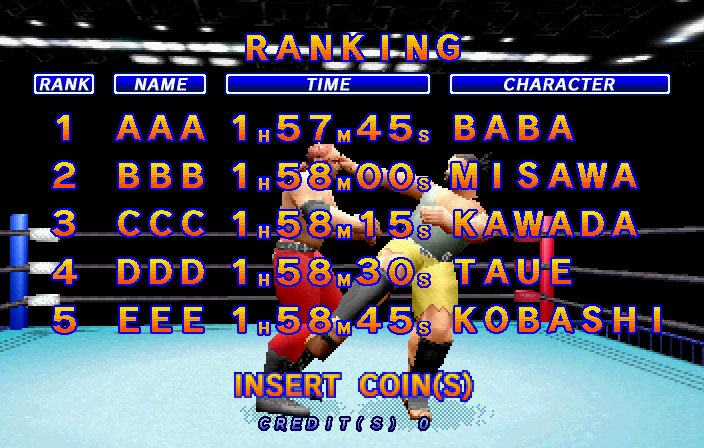 RANKING
RANK NAME TIME CHARACTER
1 AAA 1H57M45S BABA
2 BBB 1H58M00S MISAWA
3 CCC 1H58M15S KAWADA
4 DDD 1H58M30S TAUE
5 EEE 1H58M45S KOBASHI
INSERT COIN(S)
CREDIT(S) 0